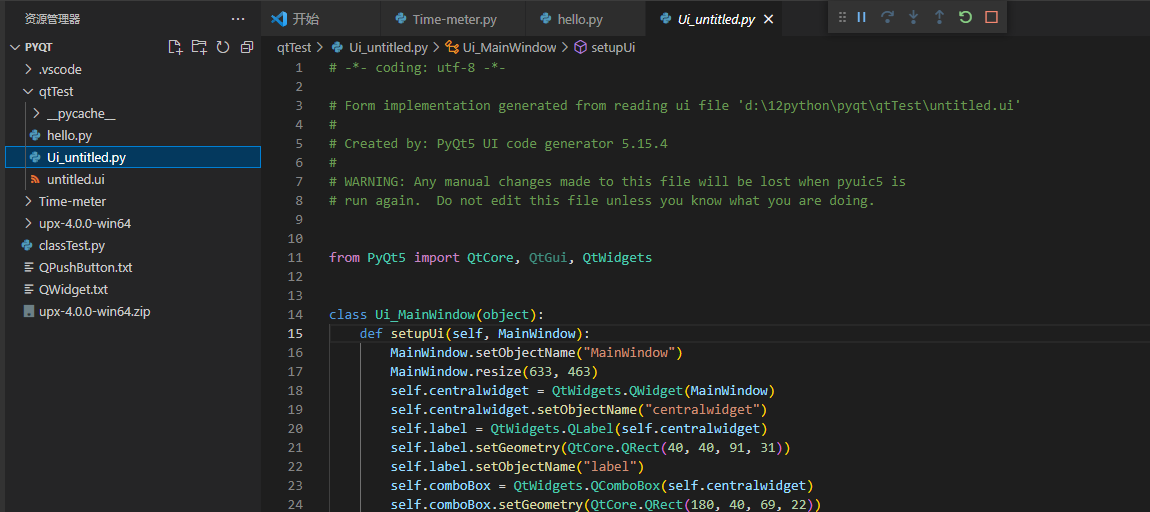 资源管理器
PYQT
.vscode
qtTest
__pycache__
hello.py
Ui_untitled.py
untitled.ui
Time-meter
upx-4.0.0-win64
classTest.py
QPushButton.txt
QWidget.txt
upx-4.0.0-win64.zip
开始
Time-meter.py
hello.py
Ui_untitled.py
qtTest > Ui_untitled.py > Ui_MainWindow > setupUi
1 # -*- coding: utf-8 -*-
2
3 # Form implementation generated from reading ui file 'd:\12python\pyqt\qtTest\untitled.ui'
4 #
5 # Created by: PyQt5 UI code generator 5.15.4
6 #
7 # WARNING: Any manual changes made to this file will be lost when pyuic5 is
8 # run again.  Do not edit this file unless you know what you are doing.
9
10
11 from PyQt5 import QtCore, QtGui, QtWidgets
12
13
14 class Ui_MainWindow(object):
15     def setupUi(self, MainWindow):
16         MainWindow.setObjectName("MainWindow")
17         MainWindow.resize(633, 463)
18         self.centralwidget = QtWidgets.QWidget(MainWindow)
19         self.centralwidget.setObjectName("centralwidget")
20         self.label = QtWidgets.QLabel(self.centralwidget)
21         self.label.setGeometry(QtCore.QRect(40, 40, 91, 31))
22         self.label.setObjectName("label")
23         self.comboBox = QtWidgets.QComboBox(self.centralwidget)
24         self.comboBox.setGeometry(QtCore.QRect(180, 40, 69, 22))